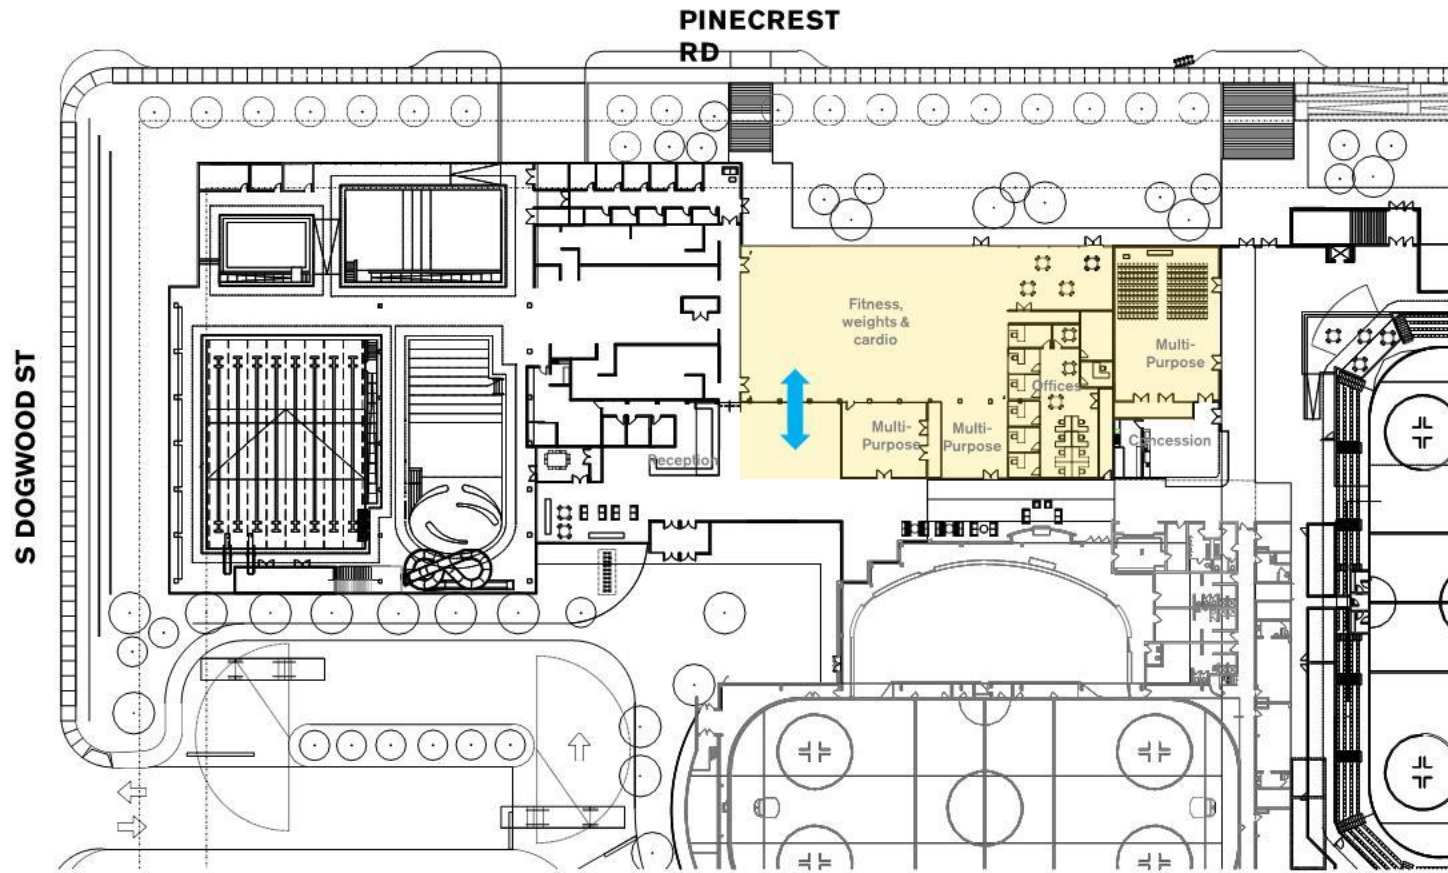 PINECREST
RD
S DOGWOOD ST
Fitness,
weights &
cardio
Multi-
Purpose
Offices
Multi-
Purpose
Multi-
Purpose
Concession
Reception